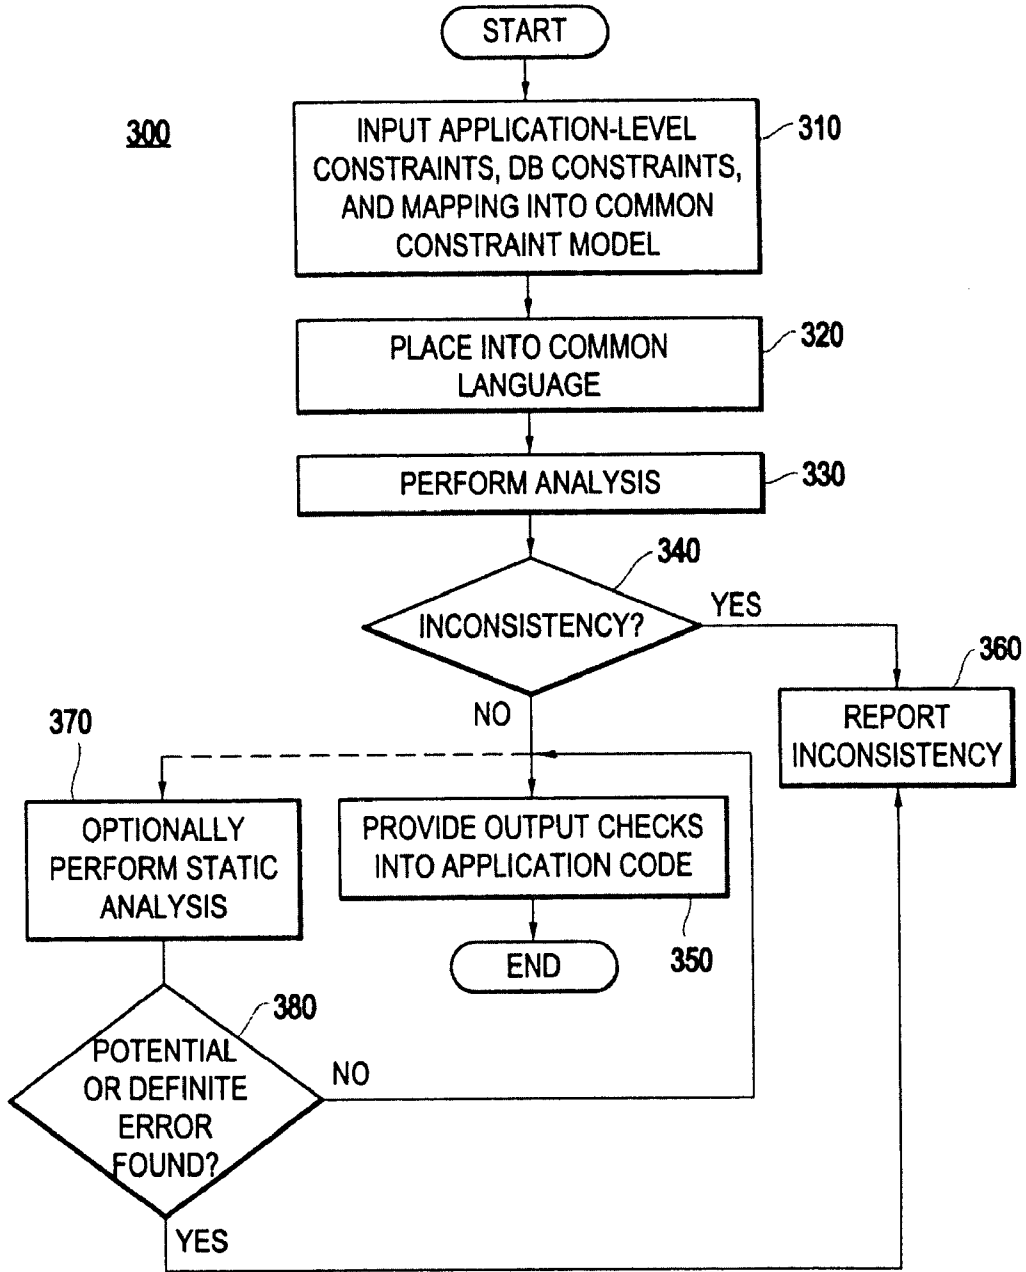 START
300
310
INPUT APPLICATION-LEVEL
CONSTRAINTS, DB CONSTRAINTS,
AND MAPPING INTO COMMON
CONSTRAINT MODEL
320
PLACE INTO COMMON
LANGUAGE
330
PERFORM ANALYSIS
340
INCONSISTENCY?
YES
360
REPORT
INCONSISTENCY
NO
370
OPTIONALLY
PERFORM STATIC
ANALYSIS
PROVIDE OUTPUT CHECKS
INTO APPLICATION CODE
350
END
380
POTENTIAL
OR DEFINITE
ERROR
FOUND?
NO
YES